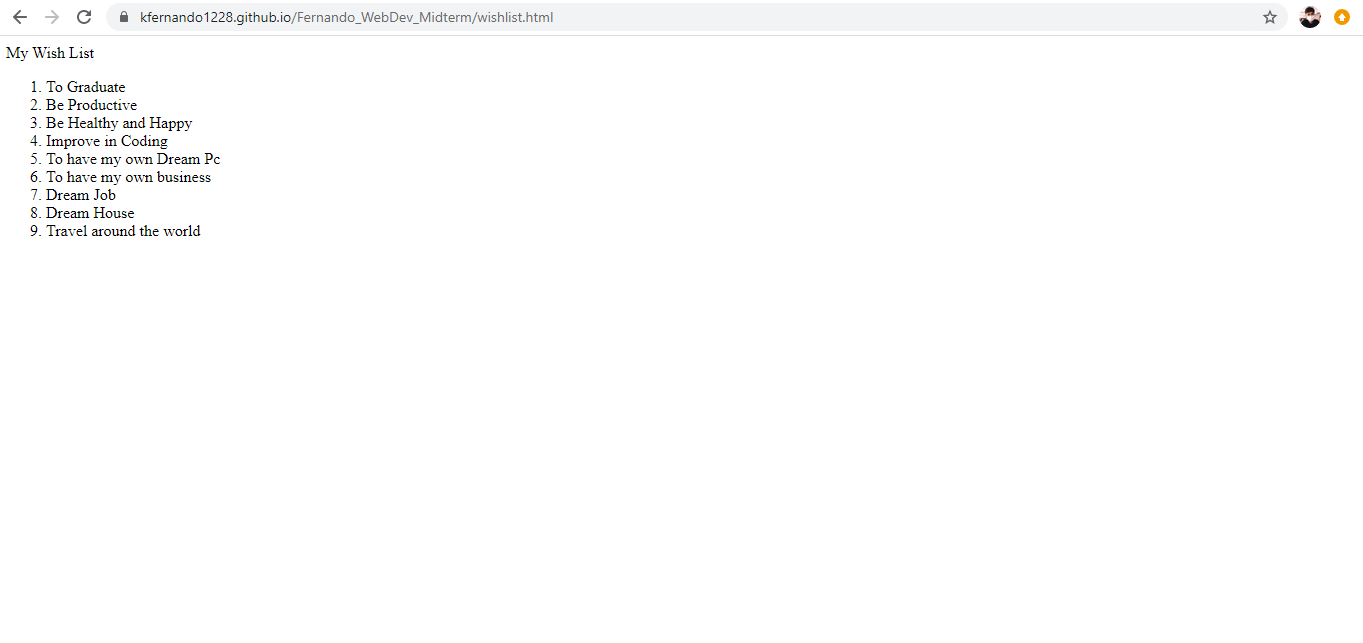 kfernando1228.github.io/Fernando_WebDev_Midterm/wishlist.html
My Wish List
1. To Graduate
2. Be Productive
3. Be Healthy and Happy
4. Improve in Coding
5. To have my own Dream Pc
6. To have my own business
7. Dream Job
8. Dream House
9. Travel around the world